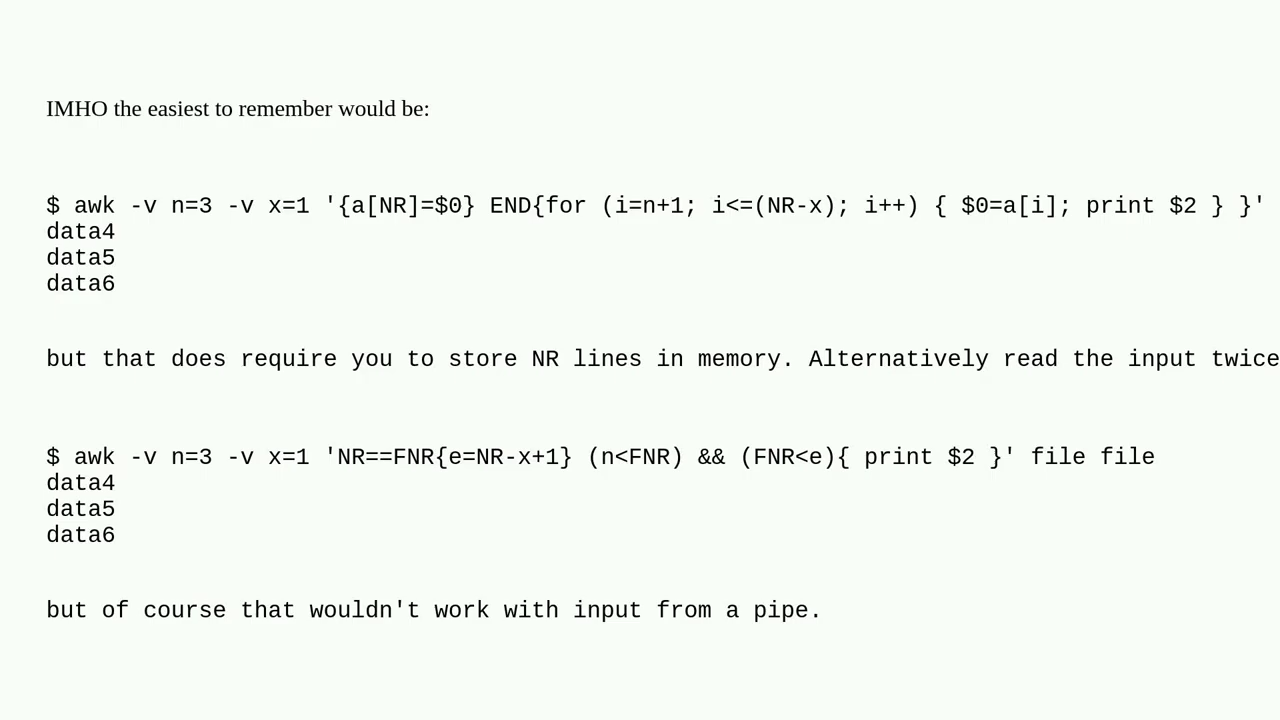 IMHO the easiest to remember would be:
$ awk -v n=3 -v x=1 '{a[NR]=$0} END{for (i=n+1; i<=(NR-x); i++) { $0=a[i]; print $2 } }'
data4
data5
data6
but that does require you to store NR lines in memory. Alternatively read the input twice
$ awk -v n=3 -v x=1 'NR==FNR{e=NR-x+1} (n<FNR) && (FNR<e){ print $2 }' file file
data4
data5
data6
but of course that wouldn't work with input from a pipe.